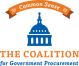 Common Sense
THE COALITION
for Government Procurement